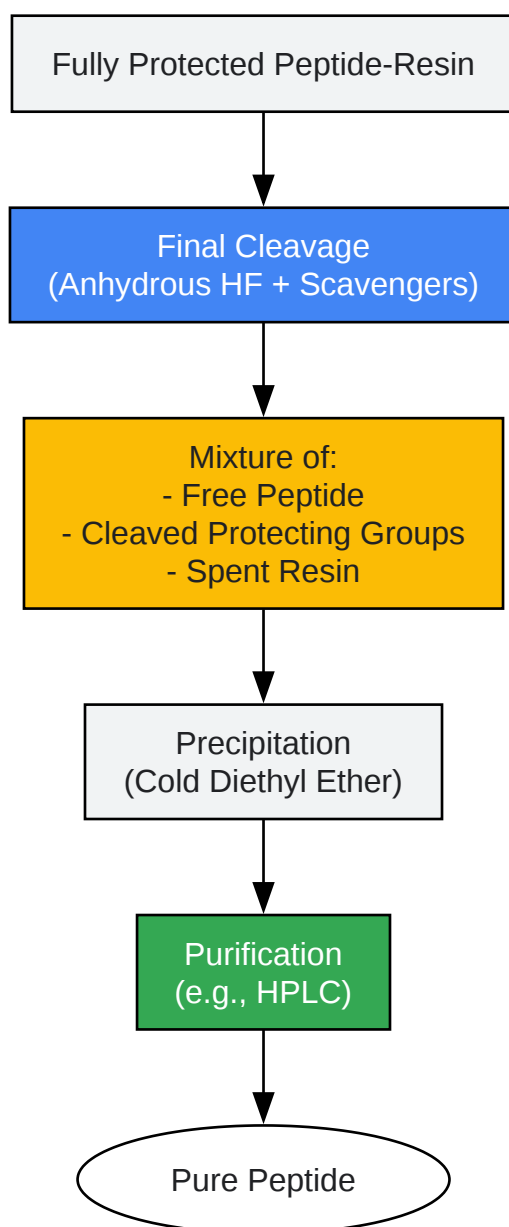 Fully Protected Peptide-Resin
Final Cleavage
(Anhydrous HF + Scavengers)
Mixture of:
- Free Peptide
- Cleaved Protecting Groups
- Spent Resin
Precipitation
(Cold Diethyl Ether)
Purification
(e.g., HPLC)
Pure Peptide